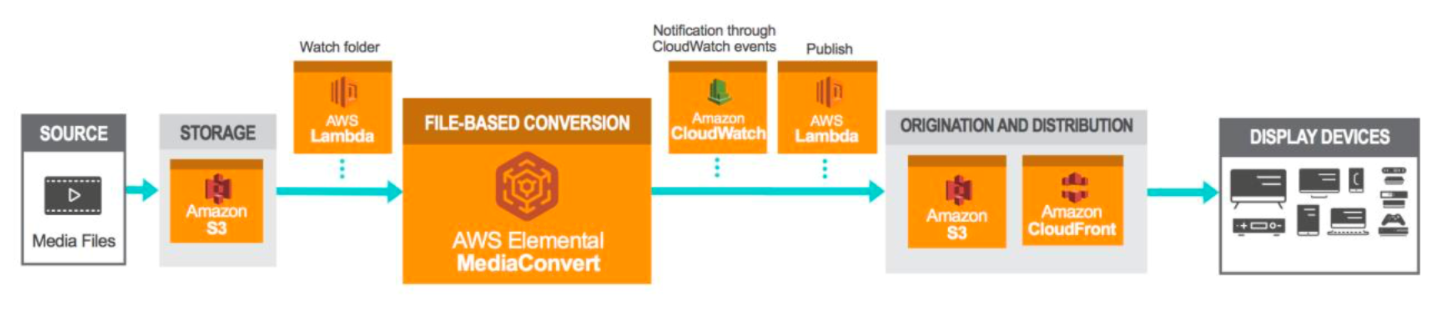 SOURCE
Media Files
STORAGE
Amazon
S3
Watch folder
AWS
Lambda
FILE-BASED CONVERSION
AWS Elemental
MediaConvert
Notification through
CloudWatch events
Amazon
CloudWatch
Publish
AWS
Lambda
ORIGINATION AND DISTRIBUTION
Amazon
S3
Amazon
CloudFront
DISPLAY DEVICES